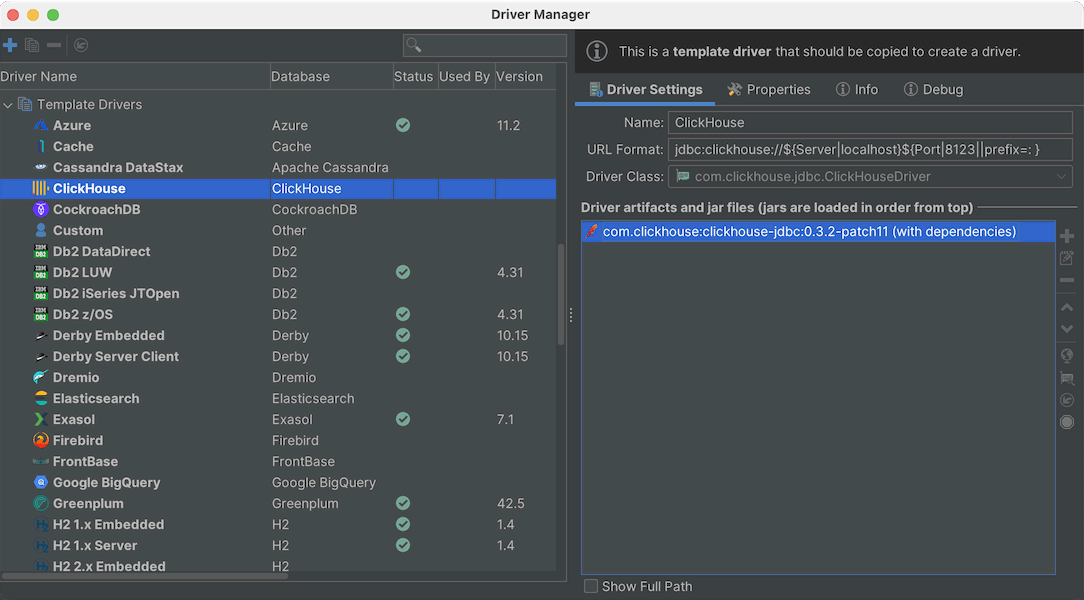 Driver Manager
This is a template driver that should be copied to create a driver.
Driver Name Database Status Used By Version
Template Drivers
Azure Azure 11.2
Cache Cache
Cassandra DataStax Apache Cassandra
ClickHouse ClickHouse
CockroachDB CockroachDB
Custom Other
Db2 DataDirect Db2
Db2 LUW Db2 4.31
Db2 iSeries JTOpen Db2
Db2 z/OS Db2 4.31
Derby Embedded Derby 10.15
Derby Server Client Derby 10.15
Dremio Dremio
Elasticsearch Elasticsearch
Exasol Exasol 7.1
Firebird Firebird
FrontBase FrontBase
Google BigQuery Google BigQuery
Greenplum Greenplum 42.5
H2 1.x Embedded H2 1.4
H2 1.x Server H2 1.4
H2 2.x Embedded H2
Driver Settings Properties Info Debug
Name: ClickHouse
URL Format: jdbc:clickhouse://${Server|localhost}${Port|8123||prefix=: }
Driver Class: com.clickhouse.jdbc.ClickHouseDriver
Driver artifacts and jar files (jars are loaded in order from top)
com.clickhouse:clickhouse-jdbc:0.3.2-patch11 (with dependencies)
Show Full Path